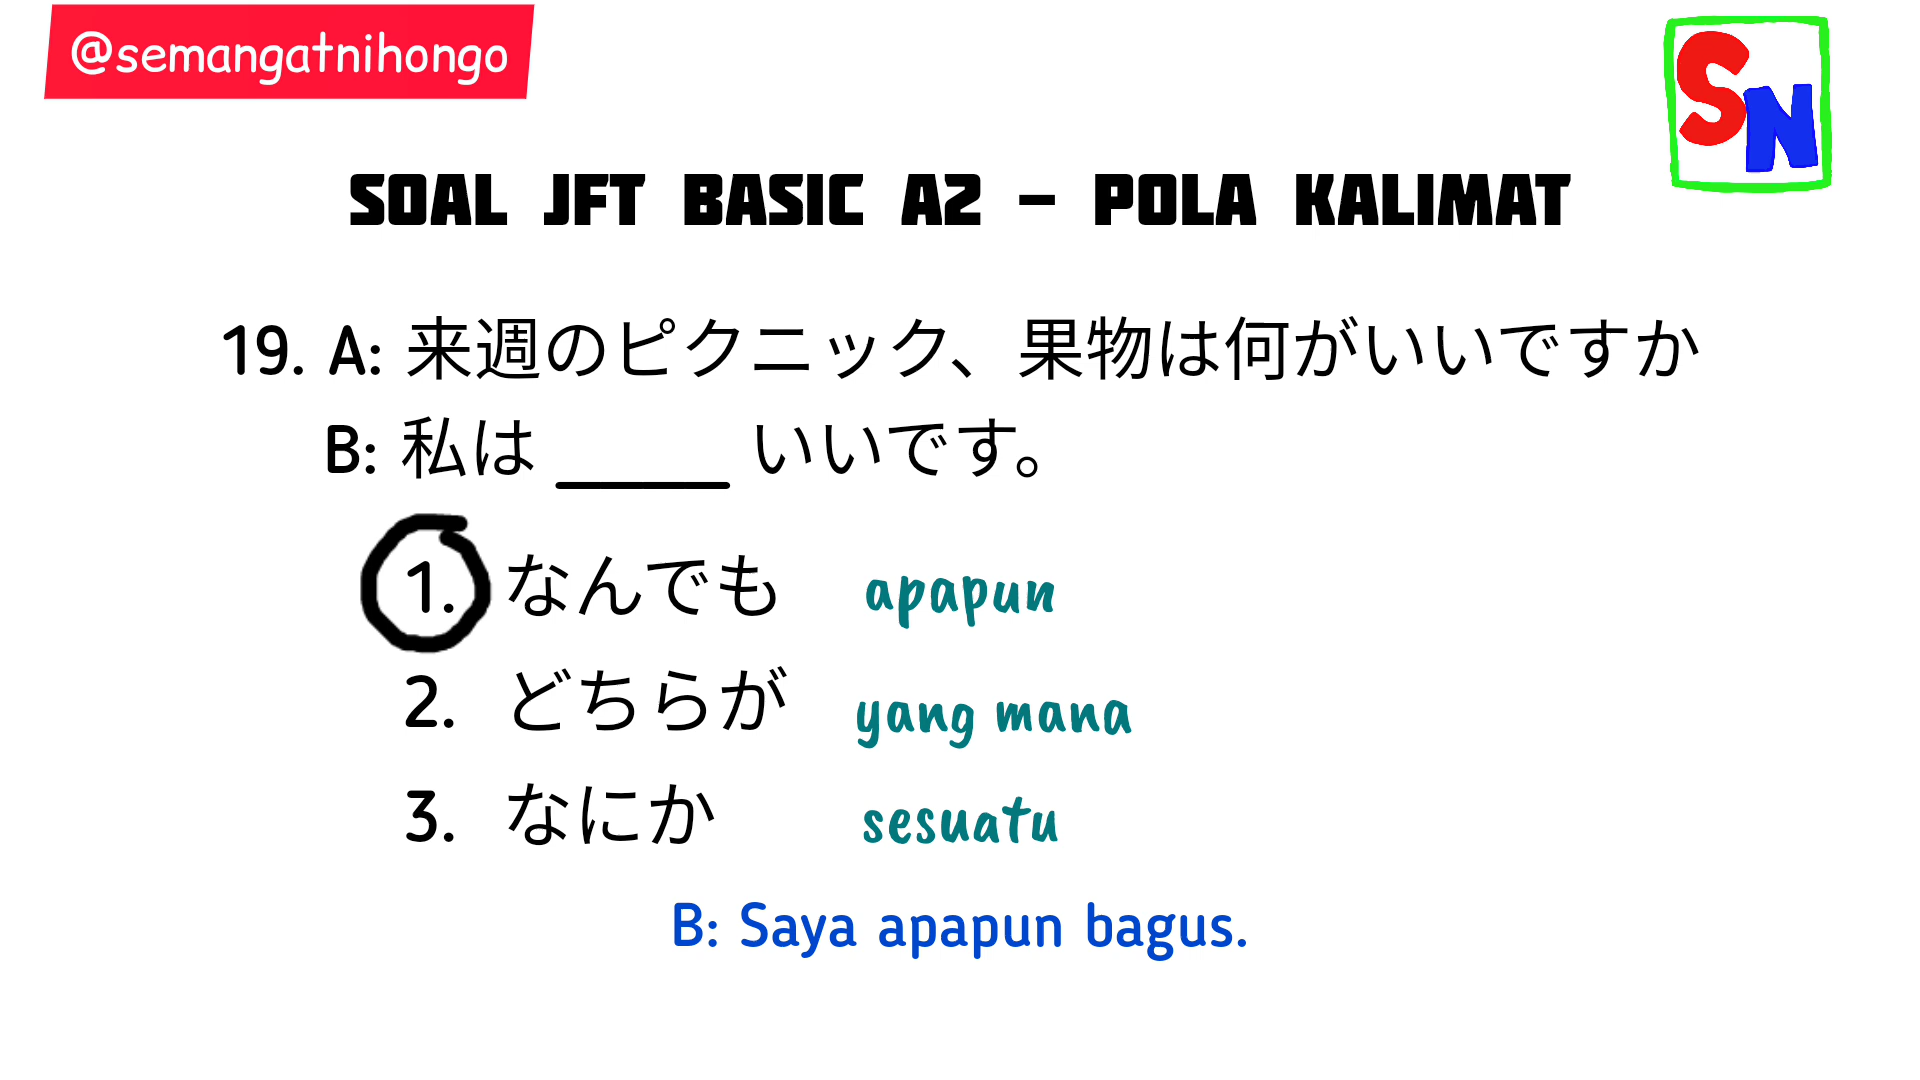 @semangatnihongo
SN
SOAL JFT BASIC A2 - POLA KALIMAT
19. A: 来週のピクニック、果物は何がいいですか
B: 私は _____ いいです。
1. なんでも apapun
2. どちらが yang mana
3. なにか sesuatu
B: Saya apapun bagus.